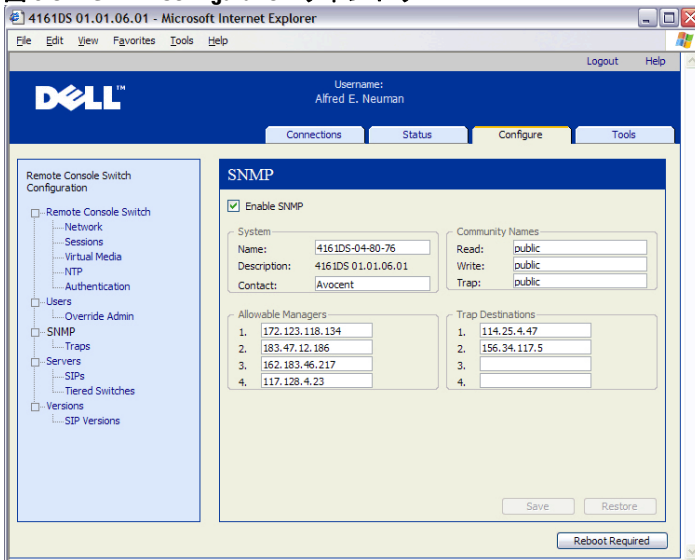 4161DS 01.01.06.01 - Microsoft Internet Explorer
File Edit View Favorites Tools Help
Logout Help
DELL™
Username:
Alfred E. Neuman
Connections Status Configure Tools
Remote Console Switch
Configuration
Remote Console Switch
Network
Sessions
Virtual Media
NTP
Authentication
Users
Override Admin
SNMP
Traps
Servers
SIPs
Tiered Switches
Versions
SIP Versions
SNMP
Enable SNMP
System
Name: 4161DS-04-80-76
Description: 4161DS 01.01.06.01
Contact: Avocent
Community Names
Read: public
Write: public
Trap: public
Allowable Managers
1. 172.123.118.134
2. 183.47.12.186
3. 162.183.46.217
4. 117.128.4.23
Trap Destinations
1. 114.25.4.47
2. 156.34.117.5
3.
4.
Save Restore
Reboot Required